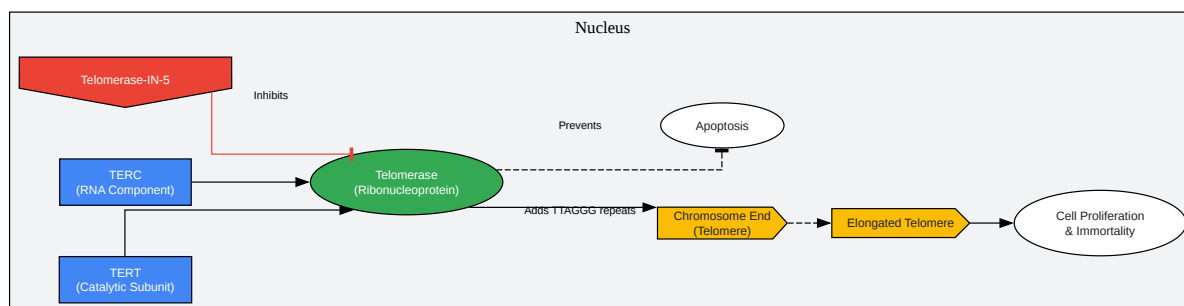 Nucleus
Telomerase-IN-5
Inhibits
Prevents
Apoptosis
TERC
(RNA Component)
Telomerase
(Ribonucleoprotein)
Adds TTAGGG repeats
Chromosome End
(Telomere)
Elongated Telomere
Cell Proliferation
& Immortality
TERT
(Catalytic Subunit)